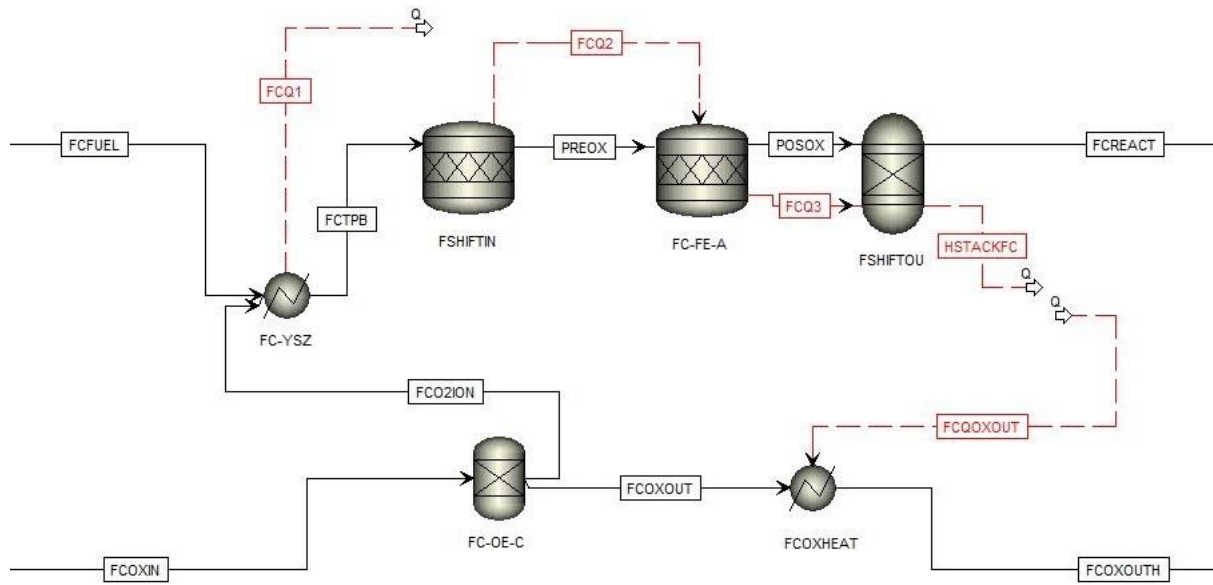 Q
FCQ2
FCQ1
FCFUEL
PREOX
POSOX
FCREACT
FCTPB
FCQ3
FSHIFTIN
FC-FE-A
FSHIFTOU
HSTACKFC
Q
Q
FC-YSZ
FCO2ION
FCQOXOUT
FCOXOUT
FC-OE-C
FCOXHEAT
FCOXIN
FCOXOUTH